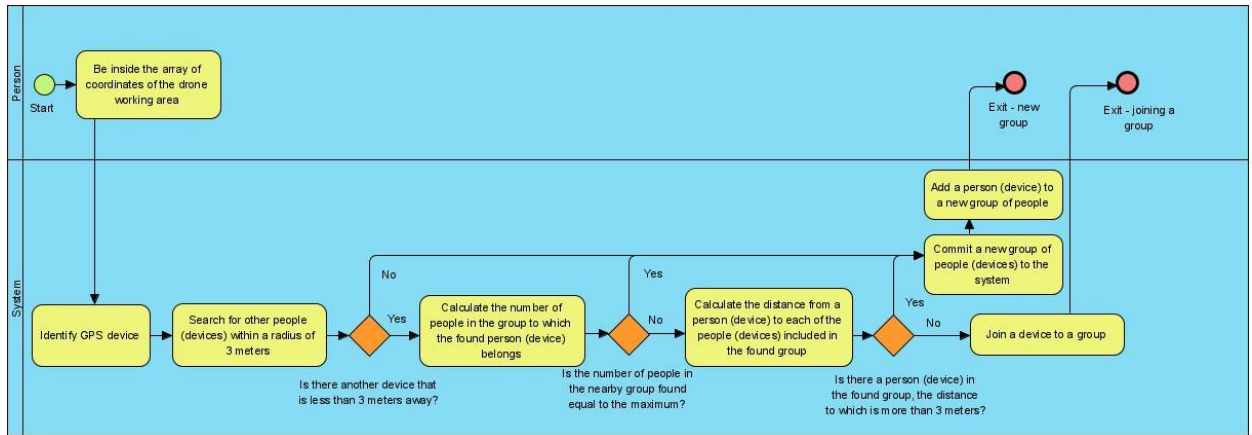 Person
Start
Be inside the array of
coordinates of the drone
working area
Exit - new
group
Exit - joining a
group
System
Add a person (device) to
a new group of people
Commit a new group of
people (devices) to the
system
No
Yes
Yes
Identify GPS device
Search for other people
(devices) within a radius of
3 meters
Yes
Calculate the number of
people in the group to which
the found person (device)
belongs
No
Calculate the distance from a
person (device) to each of the
people (devices) included in
the found group
No
Join a device to a group
Is there another device that
is less than 3 meters away?
Is the number of people in
the nearby group found
equal to the maximum?
Is there a person (device) in
the found group, the distance
to which is more than 3 meters?